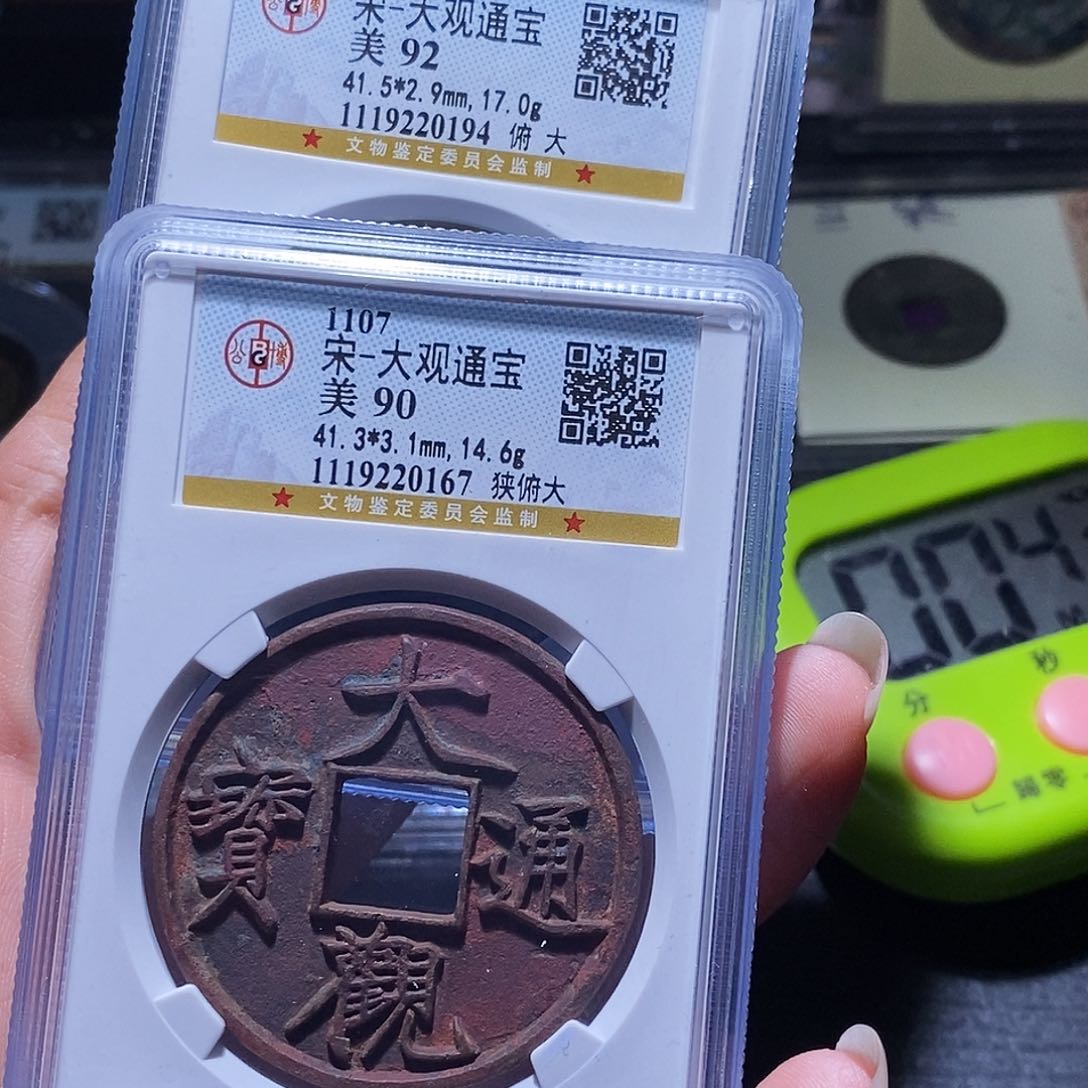 宋-大观通宝
美 92
41.5*2.9mm, 17.0g
1119220194 俯 大
★ 文物鉴定委员会监制 ★
1107
宋-大观通宝
美 90
41.3*3.1mm, 14.6g
1119220167 狭俯大
★ 文物鉴定委员会监制 ★
大
觀
通
寶
004
分
秒